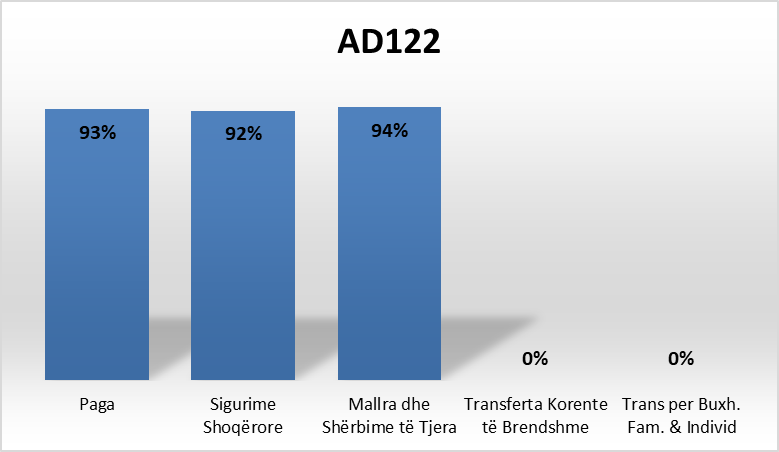 AD122
93%
92%
94%
0%
0%
Paga
Sigurime
Shoqërore
Mallra dhe
Shërbime të Tjera
Transferta Korente
të Brendshme
Trans per Buxh.
Fam. & Individ